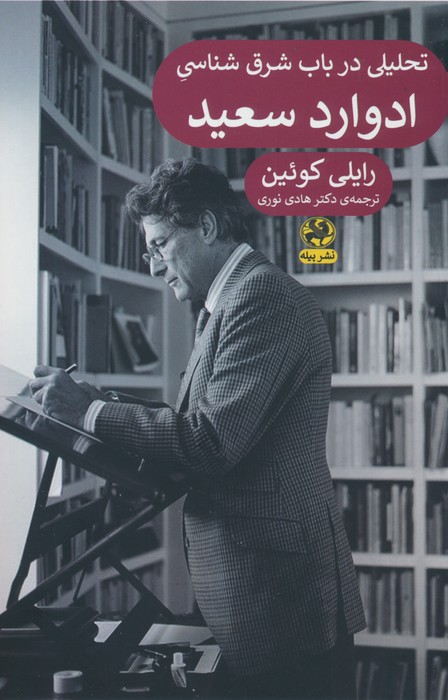 تحلیلی در باب شرق شناسیِ
ادوارد سعید
رایلی کوئین
ترجمه‌ی دکتر هادی نوری
نشر پیله